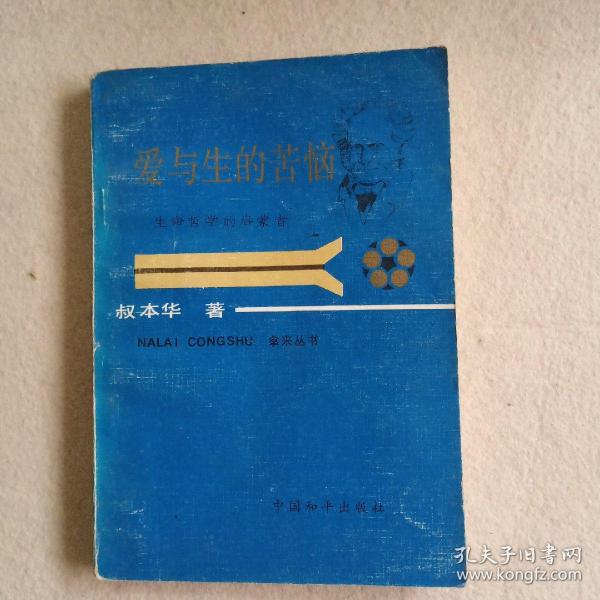 爱与生的苦恼
生命哲学的启蒙者
叔本华 著
NALAI CONGSHU 拿来丛书
中国和平出版社
孔夫子旧书网
www.kongfz.com